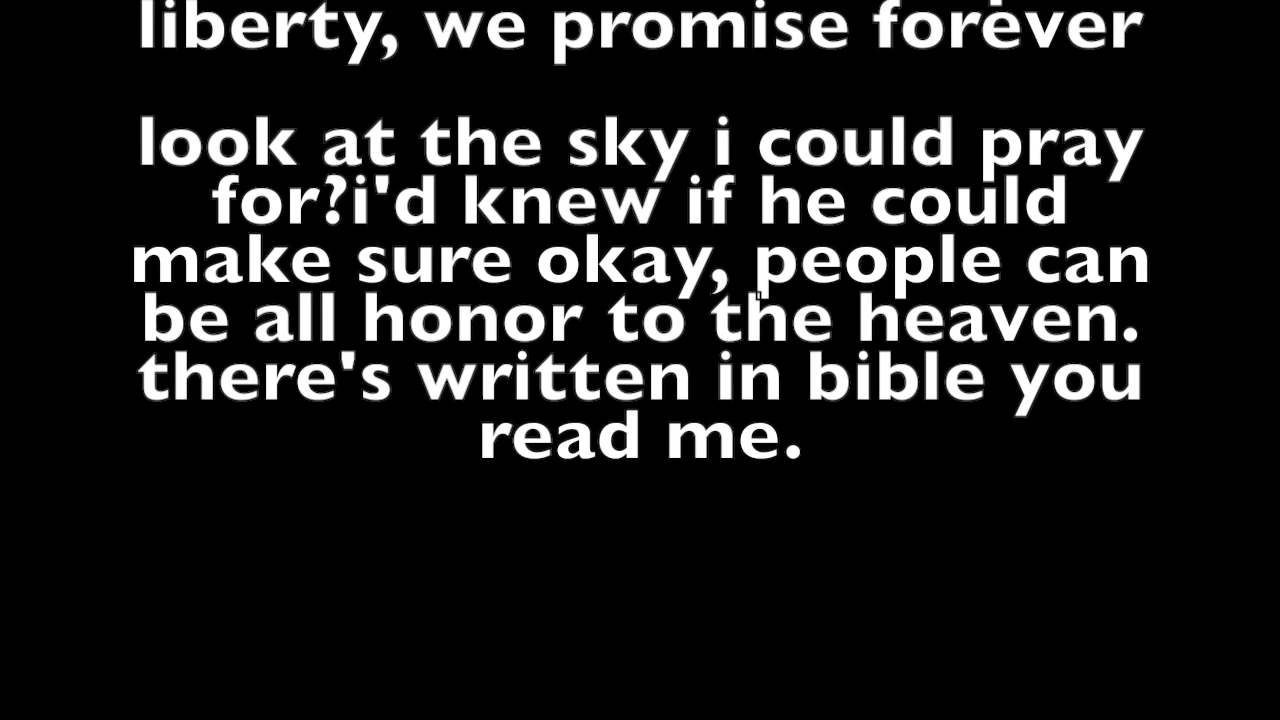 liberty, we promise forever
look at the sky i could pray
for?i'd knew if he could
make sure okay, people can
be all honor to the heaven.
there's written in bible you
read me.